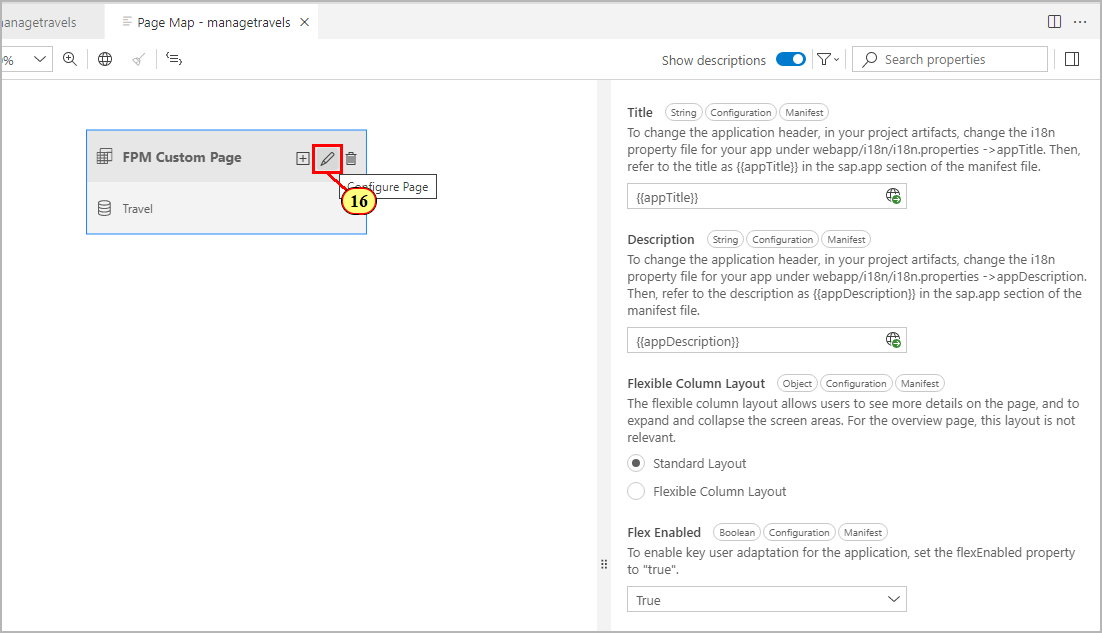 managetravels
Page Map - managetravels
%
Show descriptions
Search properties
FPM Custom Page
Configure Page
16
Travel
Title String Configuration Manifest
To change the application header, in your project artifacts, change the i18n
property file for your app under webapp/i18n/i18n.properties ->appTitle. Then,
refer to the title as {{appTitle}} in the sap.app section of the manifest file.
{{appTitle}}
Description String Configuration Manifest
To change the application header, in your project artifacts, change the i18n
property file for your app under webapp/i18n/i18n.properties ->appDescription.
Then, refer to the description as {{appDescription}} in the sap.app section of the
manifest file.
{{appDescription}}
Flexible Column Layout Object Configuration Manifest
The flexible column layout allows users to see more details on the page, and to
expand and collapse the screen areas. For the overview page, this layout is not
relevant.
Standard Layout
Flexible Column Layout
Flex Enabled Boolean Configuration Manifest
To enable key user adaptation for the application, set the flexEnabled property
to "true".
True